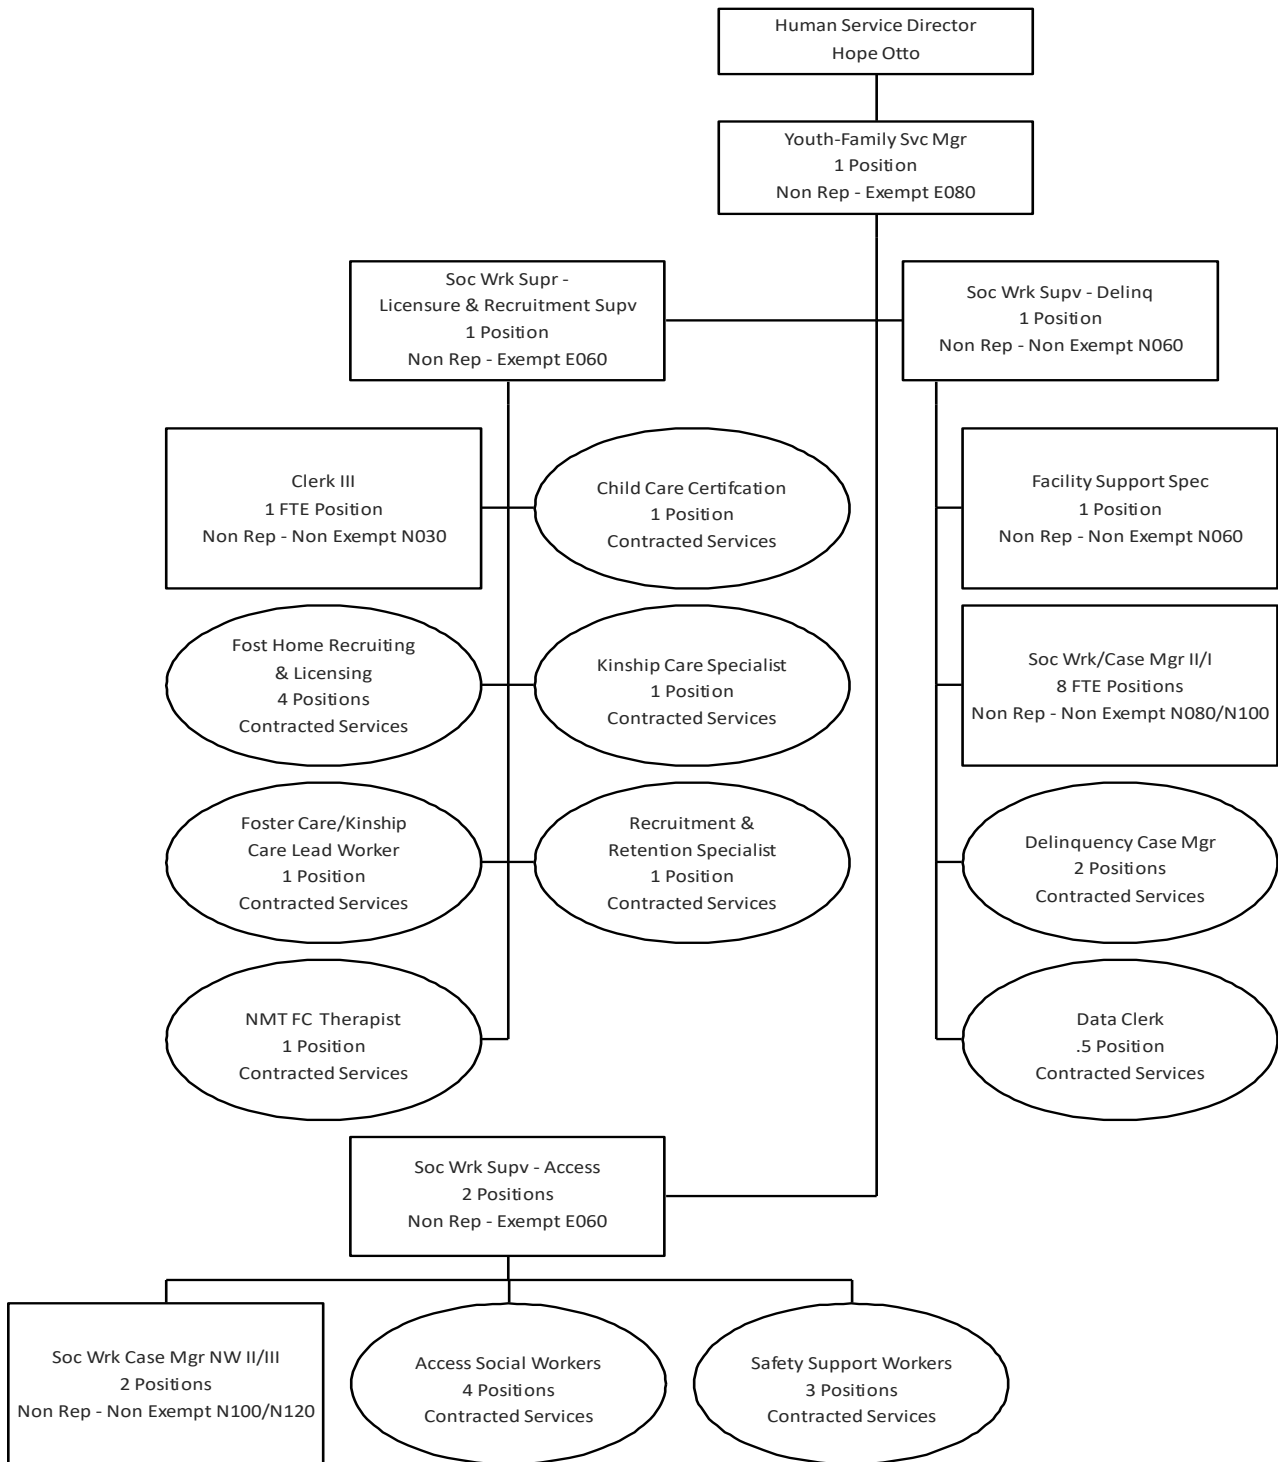 Human Service Director
Hope Otto
Youth-Family Svc Mgr
1 Position
Non Rep - Exempt E080
Soc Wrk Supr -
Licensure & Recruitment Supv
1 Position
Non Rep - Exempt E060
Soc Wrk Supv - Delinq
1 Position
Non Rep - Non Exempt N060
Clerk III
1 FTE Position
Non Rep - Non Exempt N030
Child Care Certifcation
1 Position
Contracted Services
Facility Support Spec
1 Position
Non Rep - Non Exempt N060
Fost Home Recruiting
& Licensing
4 Positions
Contracted Services
Kinship Care Specialist
1 Position
Contracted Services
Soc Wrk/Case Mgr II/I
8 FTE Positions
Non Rep - Non Exempt N080/N100
Foster Care/Kinship
Care Lead Worker
1 Position
Contracted Services
Recruitment &
Retention Specialist
1 Position
Contracted Services
Delinquency Case Mgr
2 Positions
Contracted Services
NMT FC Therapist
1 Position
Contracted Services
Data Clerk
.5 Position
Contracted Services
Soc Wrk Supv - Access
2 Positions
Non Rep - Exempt E060
Soc Wrk Case Mgr NW II/III
2 Positions
Non Rep - Non Exempt N100/N120
Access Social Workers
4 Positions
Contracted Services
Safety Support Workers
3 Positions
Contracted Services